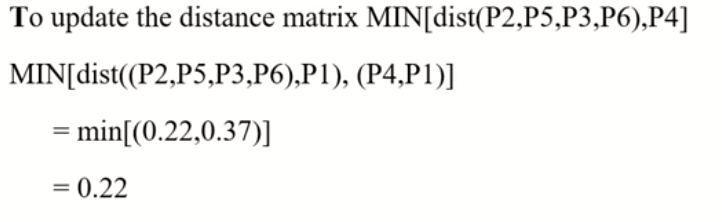 To update the distance matrix MIN[dist(P2,P5,P3,P6),P4]
MIN[dist((P2,P5,P3,P6),P1), (P4,P1)]
= min[(0.22,0.37)]
= 0.22